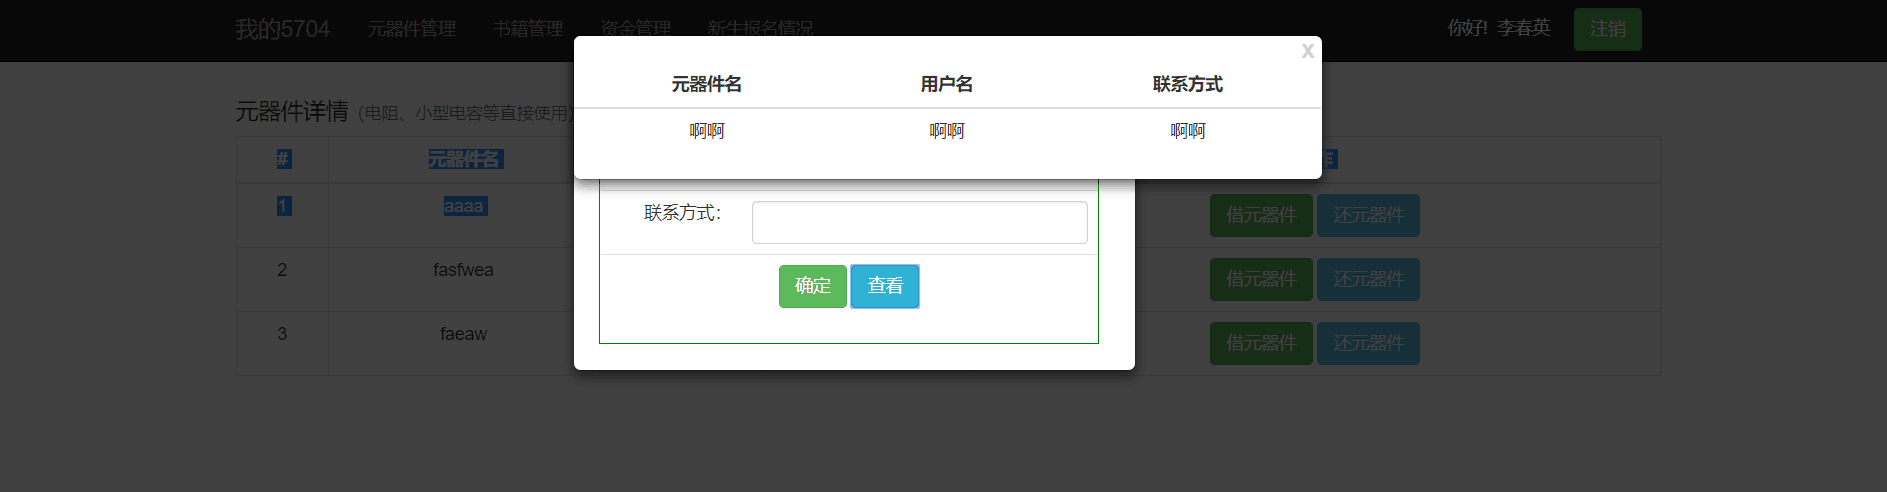 我的5704 元器件管理 书籍管理 资金管理 新生报名情况 你好! 李春英 注销
x
元器件名 用户名 联系方式
啊啊 啊啊 啊啊
元器件详情 (电阻、小型电容等直接使用)
# 元器件名
1 aaaa 借元器件 还元器件
联系方式:
2 fasfwea 借元器件 还元器件
确定 查看
3 faeaw 借元器件 还元器件